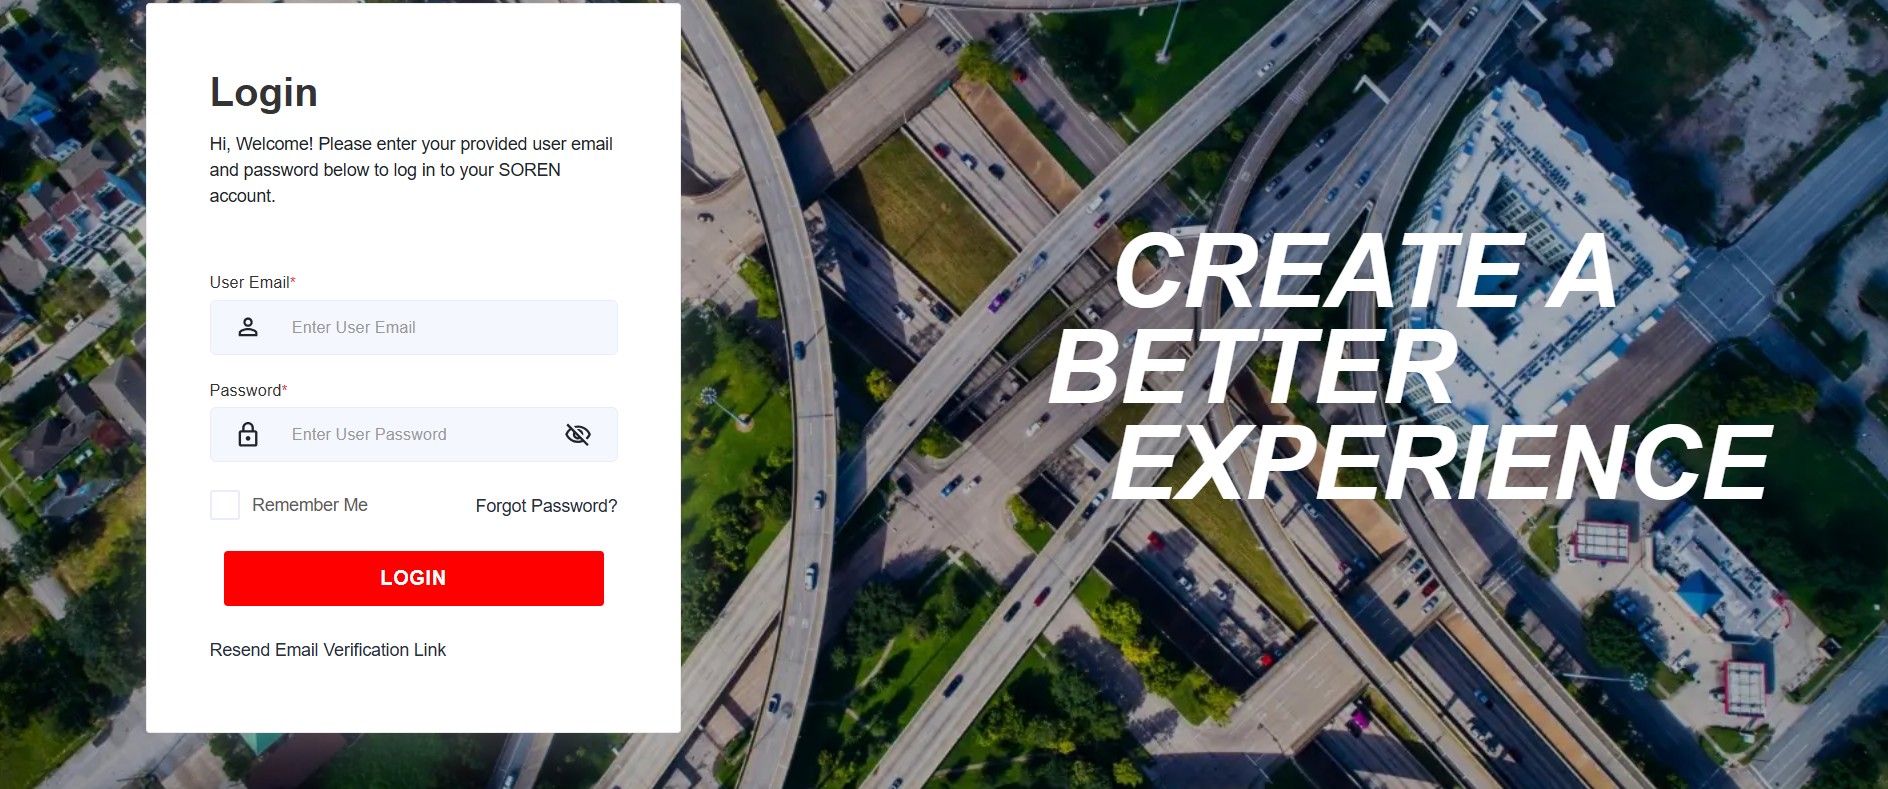 Login
Hi, Welcome! Please enter your provided user email
and password below to log in to your SOREN
account.
User Email*
Enter User Email
Password*
Enter User Password
Remember Me
Forgot Password?
LOGIN
Resend Email Verification Link
CREATE A
BETTER
EXPERIENCE